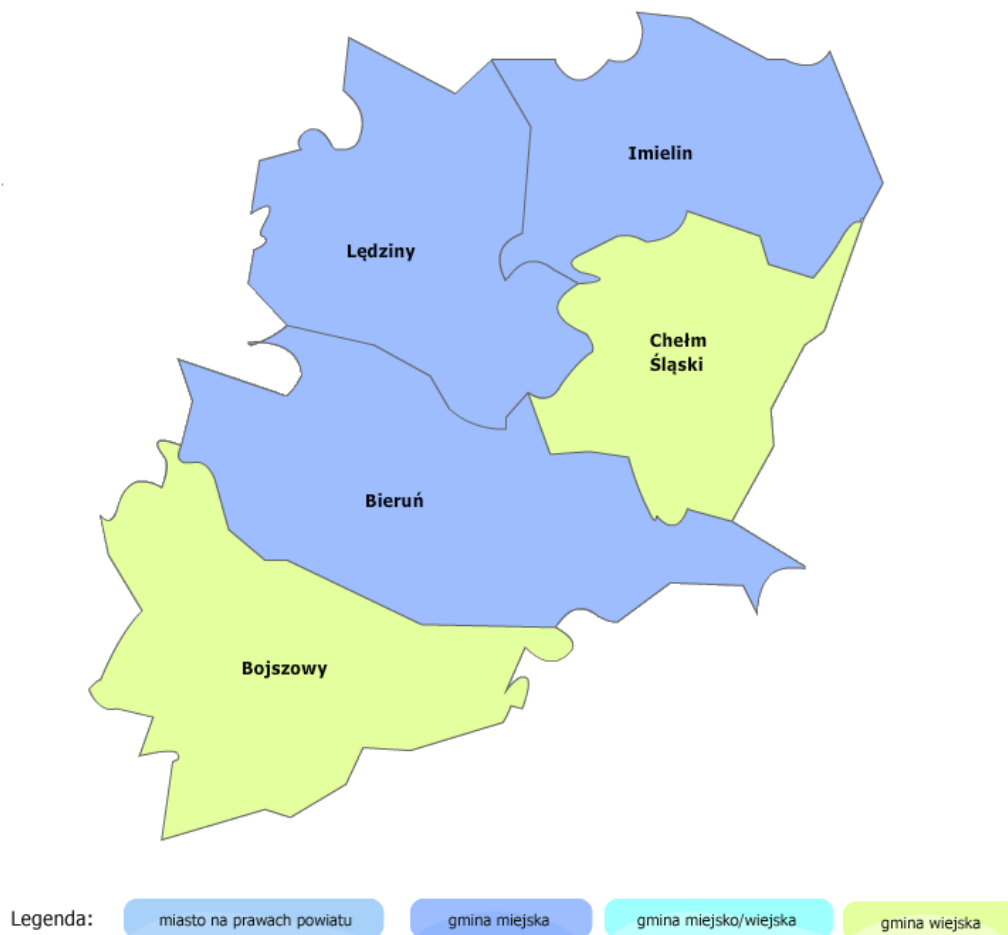 Imielin
Lędziny
Chełm
Śląski
Bieruń
Bojszowy
Legenda: miasto na prawach powiatu gmina miejska gmina miejsko/wiejska gmina wiejska